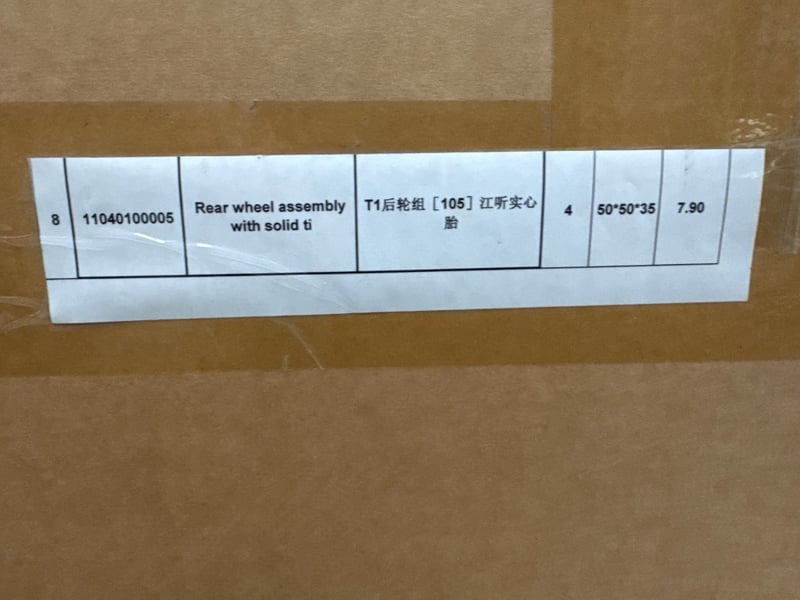 8
11040100005
Rear wheel assembly
with solid ti
T1后轮组［105］江听实心
胎
4
50*50*35
7.90